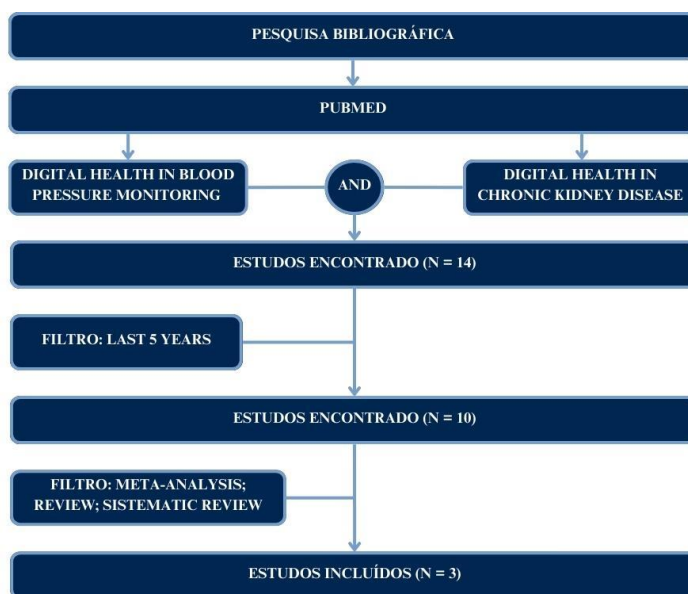 PESQUISA BIBLIOGRÁFICA
PUBMED
DIGITAL HEALTH IN BLOOD
PRESSURE MONITORING
AND
DIGITAL HEALTH IN
CHRONIC KIDNEY DISEASE
ESTUDOS ENCONTRADO (N = 14)
FILTRO: LAST 5 YEARS
ESTUDOS ENCONTRADO (N = 10)
FILTRO: META-ANALYSIS;
REVIEW; SISTEMATIC REVIEW
ESTUDOS INCLUÍDOS (N = 3)